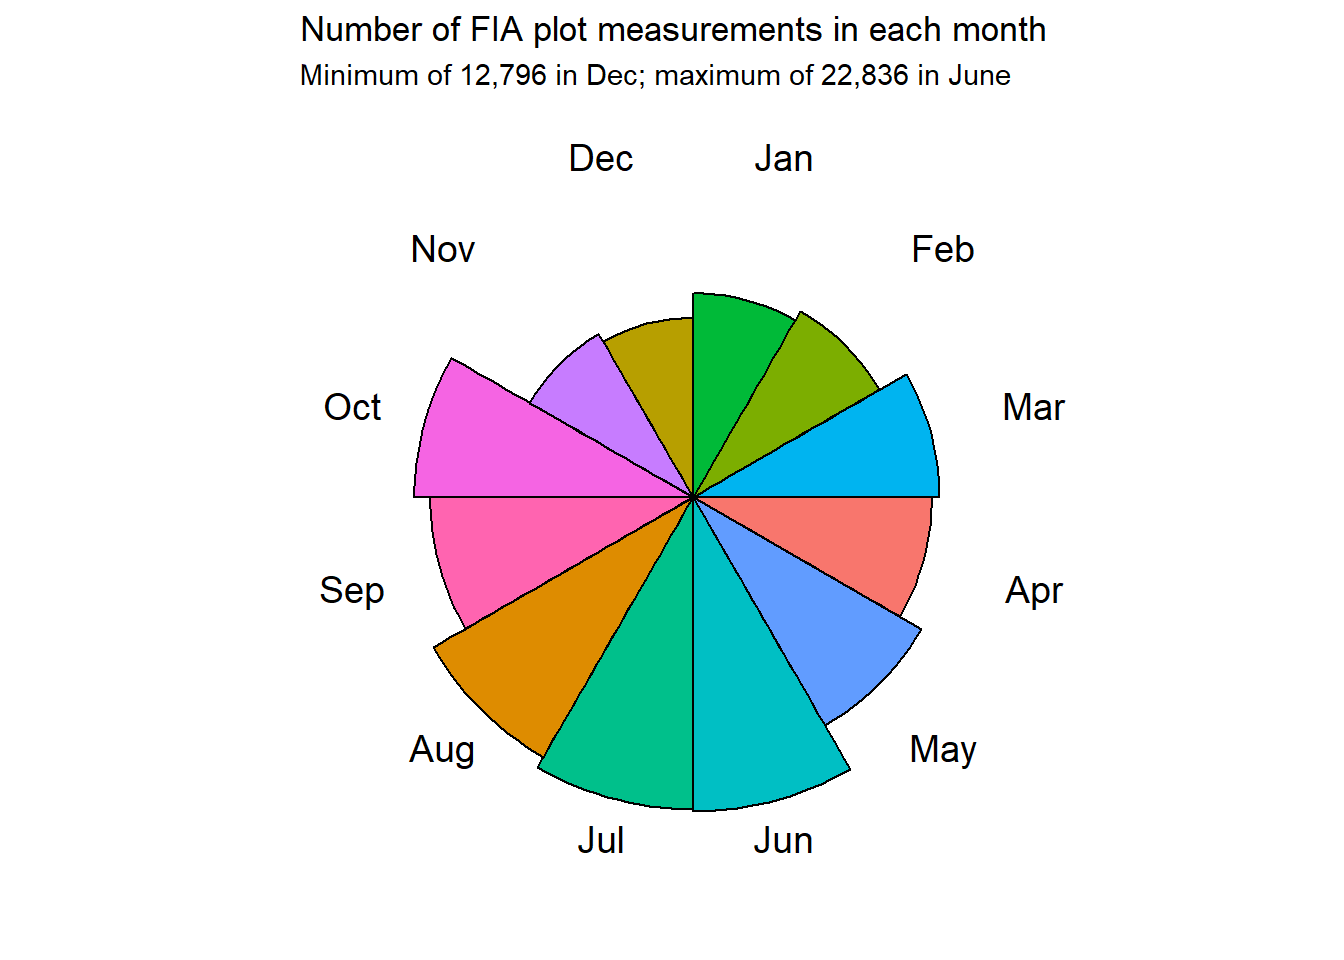 Number of FIA plot measurements in each month
Minimum of 12,796 in Dec; maximum of 22,836 in June
Dec Jan
Nov Feb
Oct Mar
Sep Apr
Aug May
Jul Jun